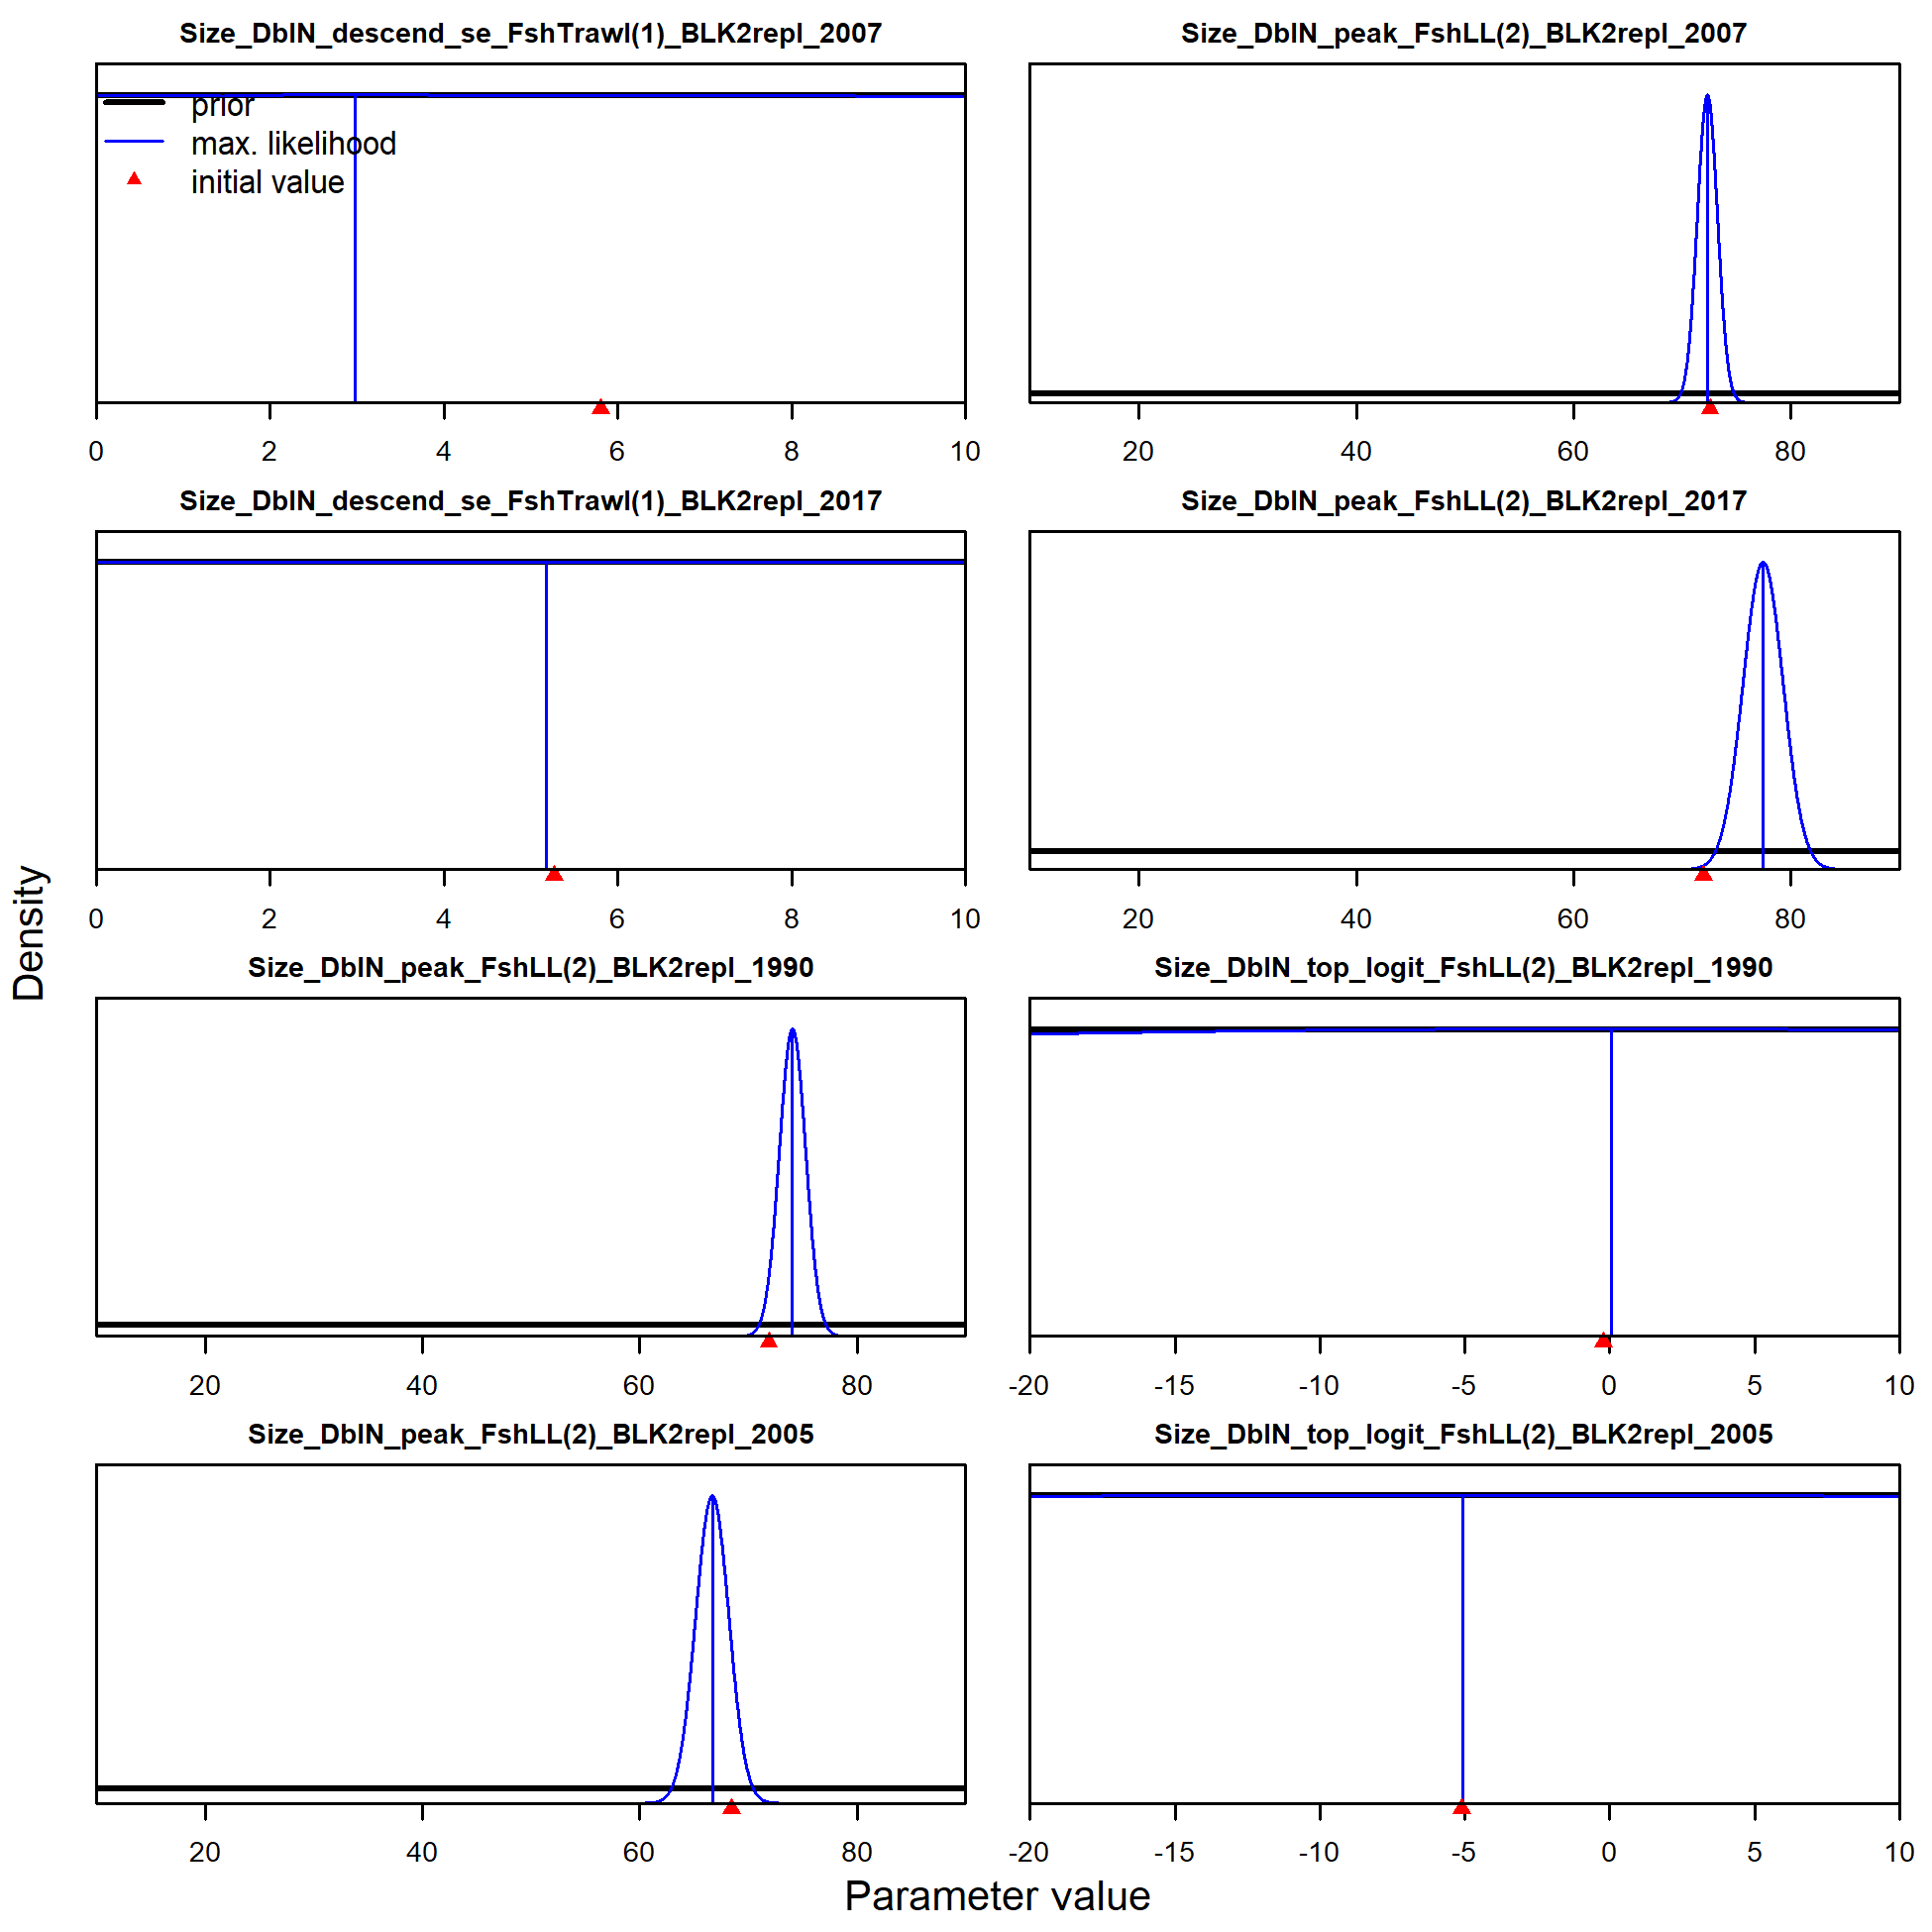 Size_DblN_descend_se_FshTrawl(1)_BLK2repl_2007
prior
max. likelihood
initial value
0 2 4 6 8 10
Size_DblN_peak_FshLL(2)_BLK2repl_2007
20 40 60 80
Size_DblN_descend_se_FshTrawl(1)_BLK2repl_2017
0 2 4 6 8 10
Size_DblN_peak_FshLL(2)_BLK2repl_2017
20 40 60 80
Size_DblN_peak_FshLL(2)_BLK2repl_1990
20 40 60 80
Size_DblN_top_logit_FshLL(2)_BLK2repl_1990
-20 -15 -10 -5 0 5 10
Size_DblN_peak_FshLL(2)_BLK2repl_2005
20 40 60 80
Size_DblN_top_logit_FshLL(2)_BLK2repl_2005
-20 -15 -10 -5 0 5 10
Density
Parameter value